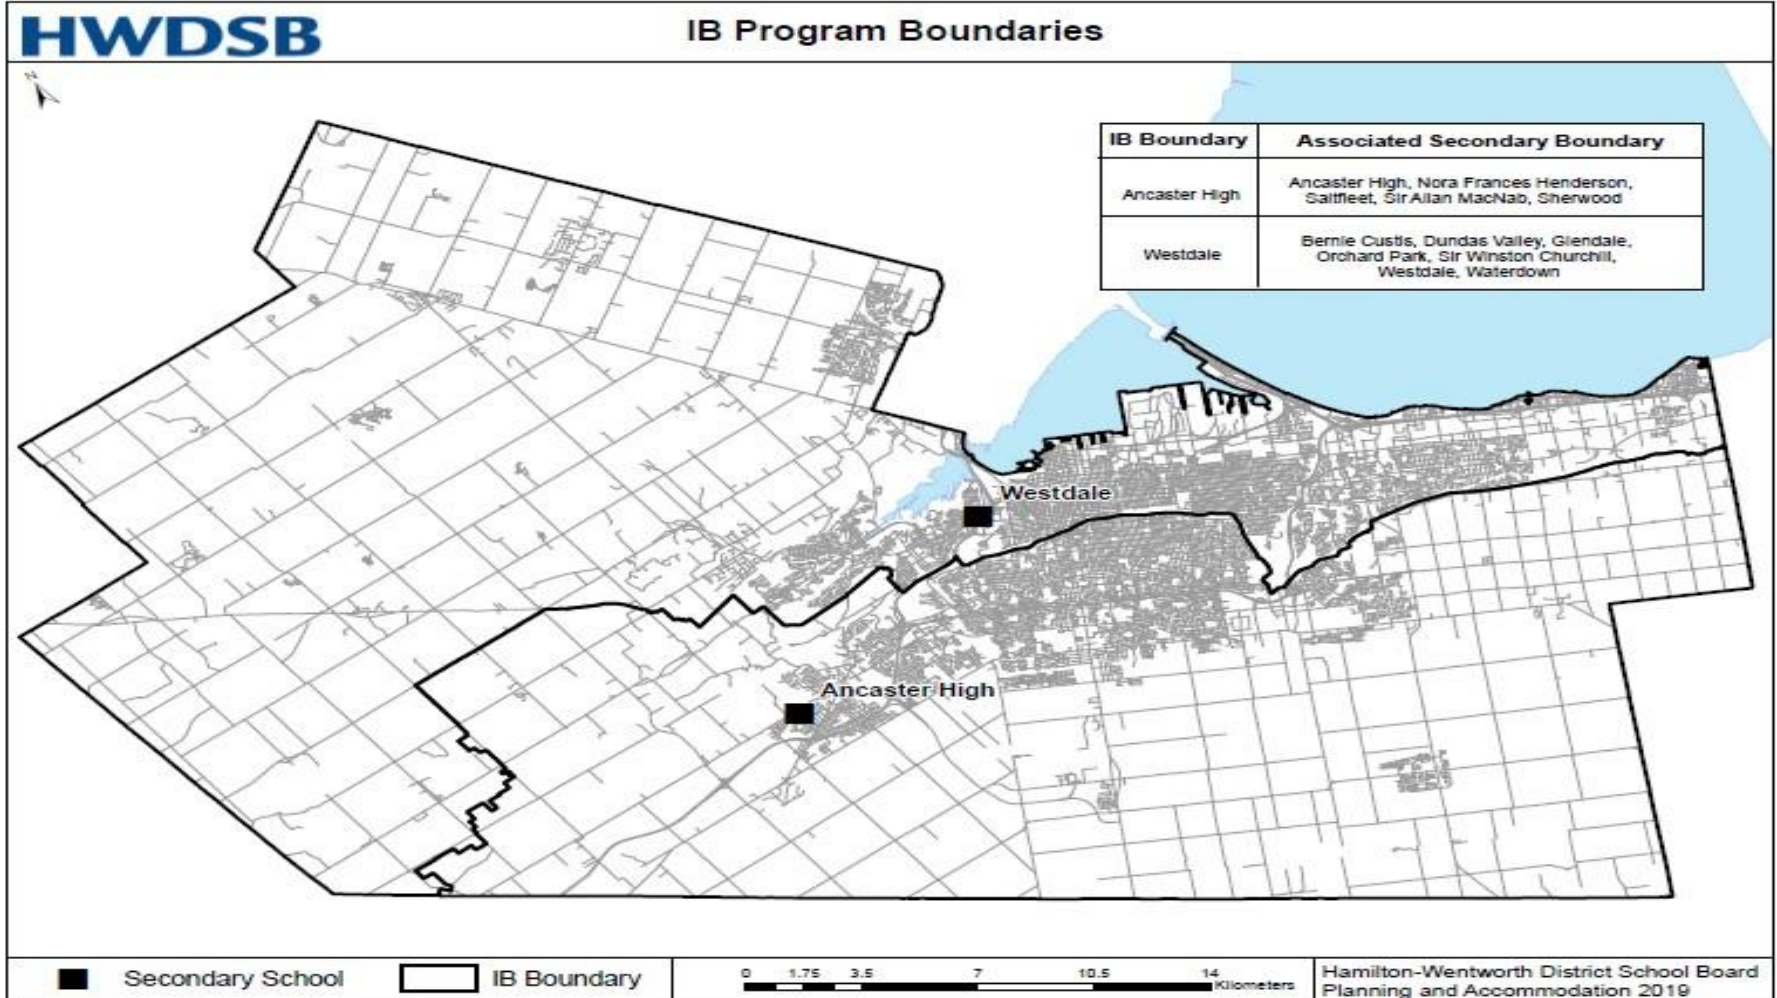 HWDSB
IB Program Boundaries
N
IB Boundary
Associated Secondary Boundary
Ancaster High
Ancaster High, Nora Frances Henderson,
Saltfleet, Sir Allan MacNab, Sherwood
Westdale
Bernie Custis, Dundas Valley, Glendale,
Orchard Park, Sir Winston Churchill,
Westdale, Waterdown
Westdale
Ancaster High
Secondary School
IB Boundary
0 1.75 3.5 7 10.5 14
Kilometers
Hamilton-Wentworth District School Board
Planning and Accommodation 2019